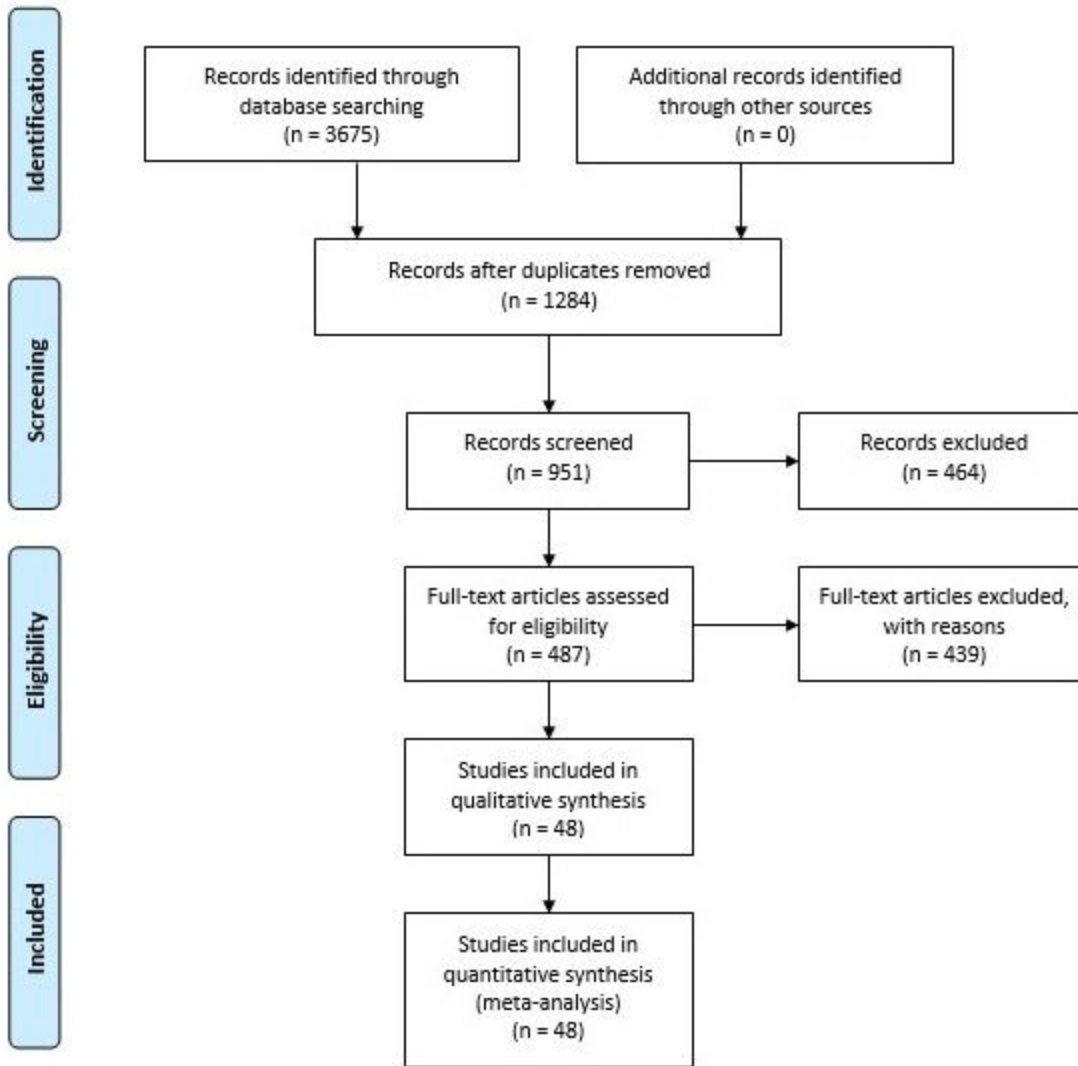 Identification
Records identified through
database searching
(n = 3675)
Additional records identified
through other sources
(n = 0)
Records after duplicates removed
(n = 1284)
Screening
Records screened
(n = 951)
Records excluded
(n = 464)
Eligibility
Full-text articles assessed
for eligibility
(n = 487)
Full-text articles excluded,
with reasons
(n = 439)
Studies included in
qualitative synthesis
(n = 48)
Included
Studies included in
quantitative synthesis
(meta-analysis)
(n = 48)